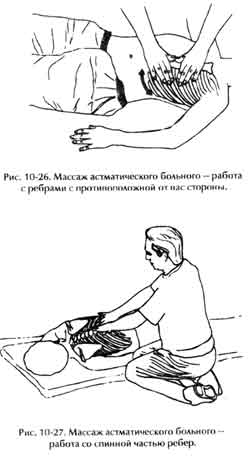 Рис. 10-26. Массаж астматического больного – работа
с ребрами с противоположной от нас стороны.
Рис. 10-27. Массаж астматического больного –
работа со спинной частью ребер.